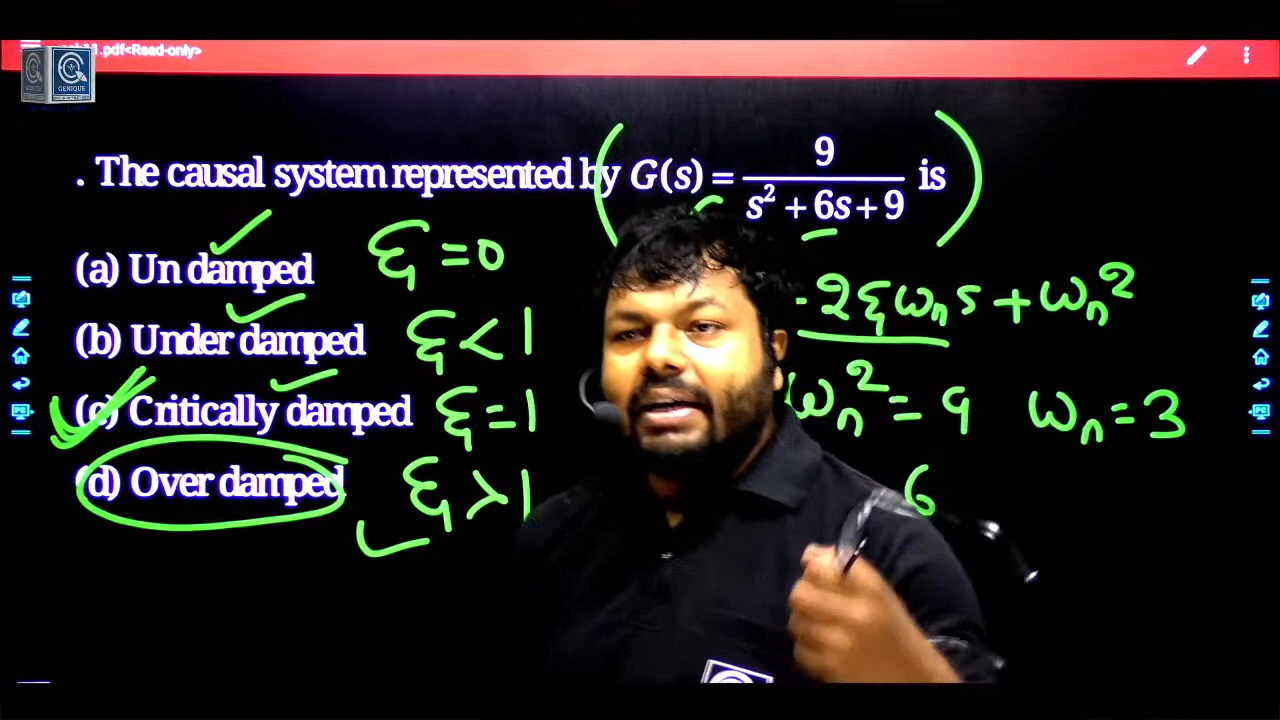 .pdf<Read-only>
GENIQUE
. The causal system represented by G(s) = 9 / s² + 6s + 9 is
(a) Un damped ξ = 0
(b) Under damped ξ < 1
(c) Critically damped ξ = 1
(d) Over damped ξ > 1
2ξωₙs + ωₙ²
ωₙ² = 9 ωₙ = 3
6